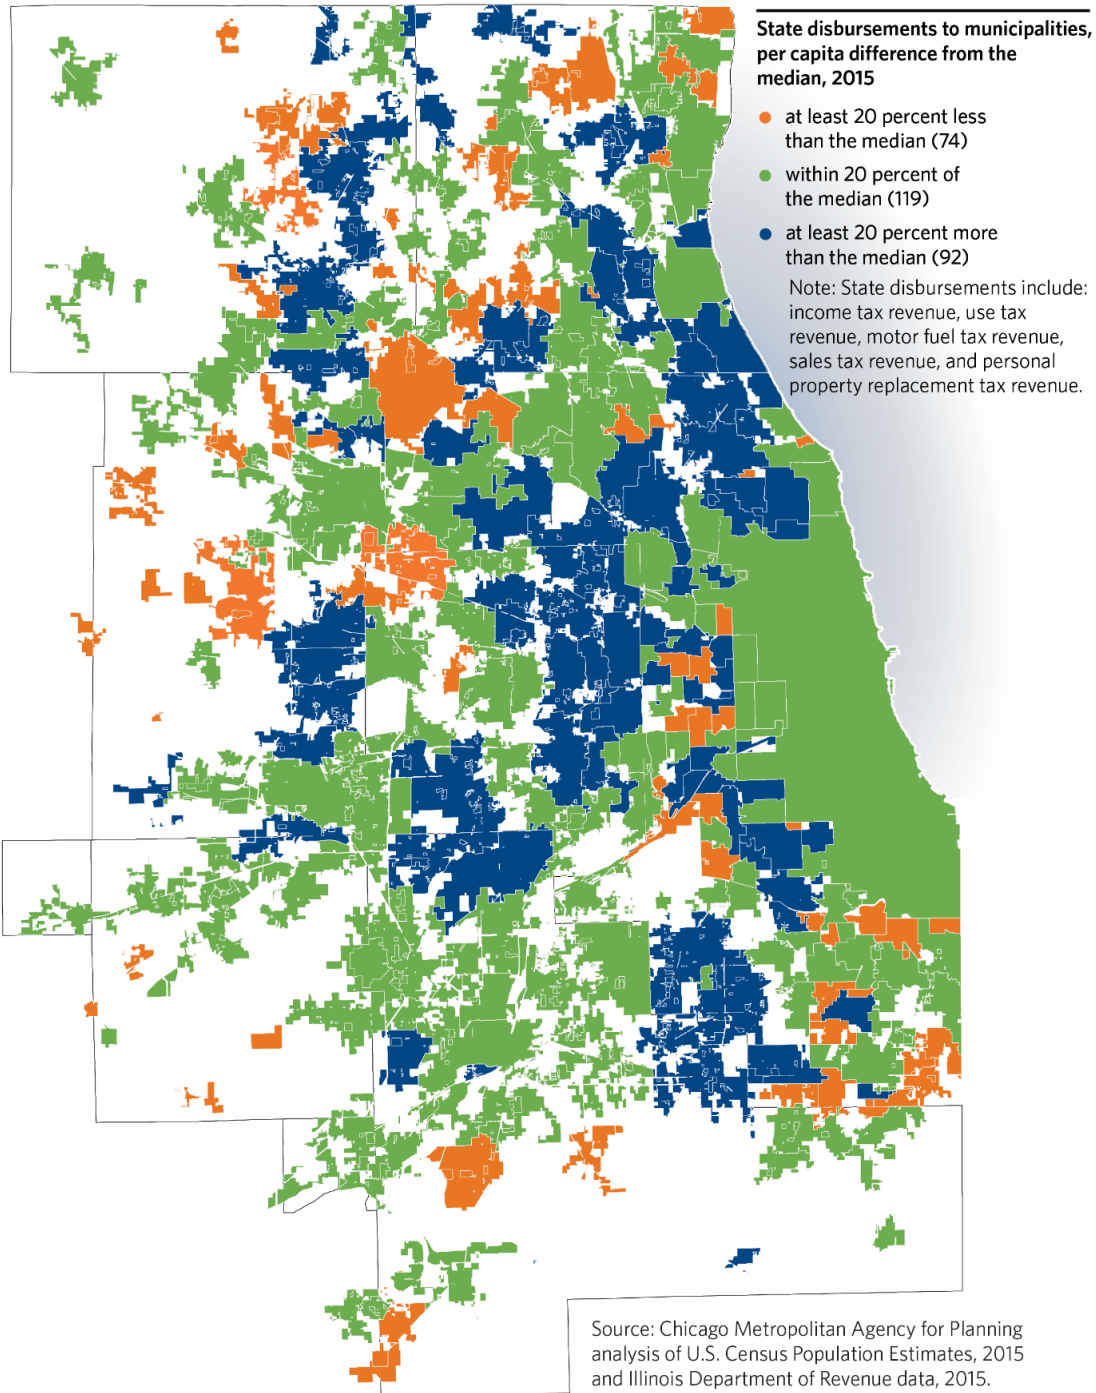 State disbursements to municipalities,
per capita difference from the
median, 2015
at least 20 percent less
than the median (74)
within 20 percent of
the median (119)
at least 20 percent more
than the median (92)
Note: State disbursements include:
income tax revenue, use tax
revenue, motor fuel tax revenue,
sales tax revenue, and personal
property replacement tax revenue.
Source: Chicago Metropolitan Agency for Planning
analysis of U.S. Census Population Estimates, 2015
and Illinois Department of Revenue data, 2015.